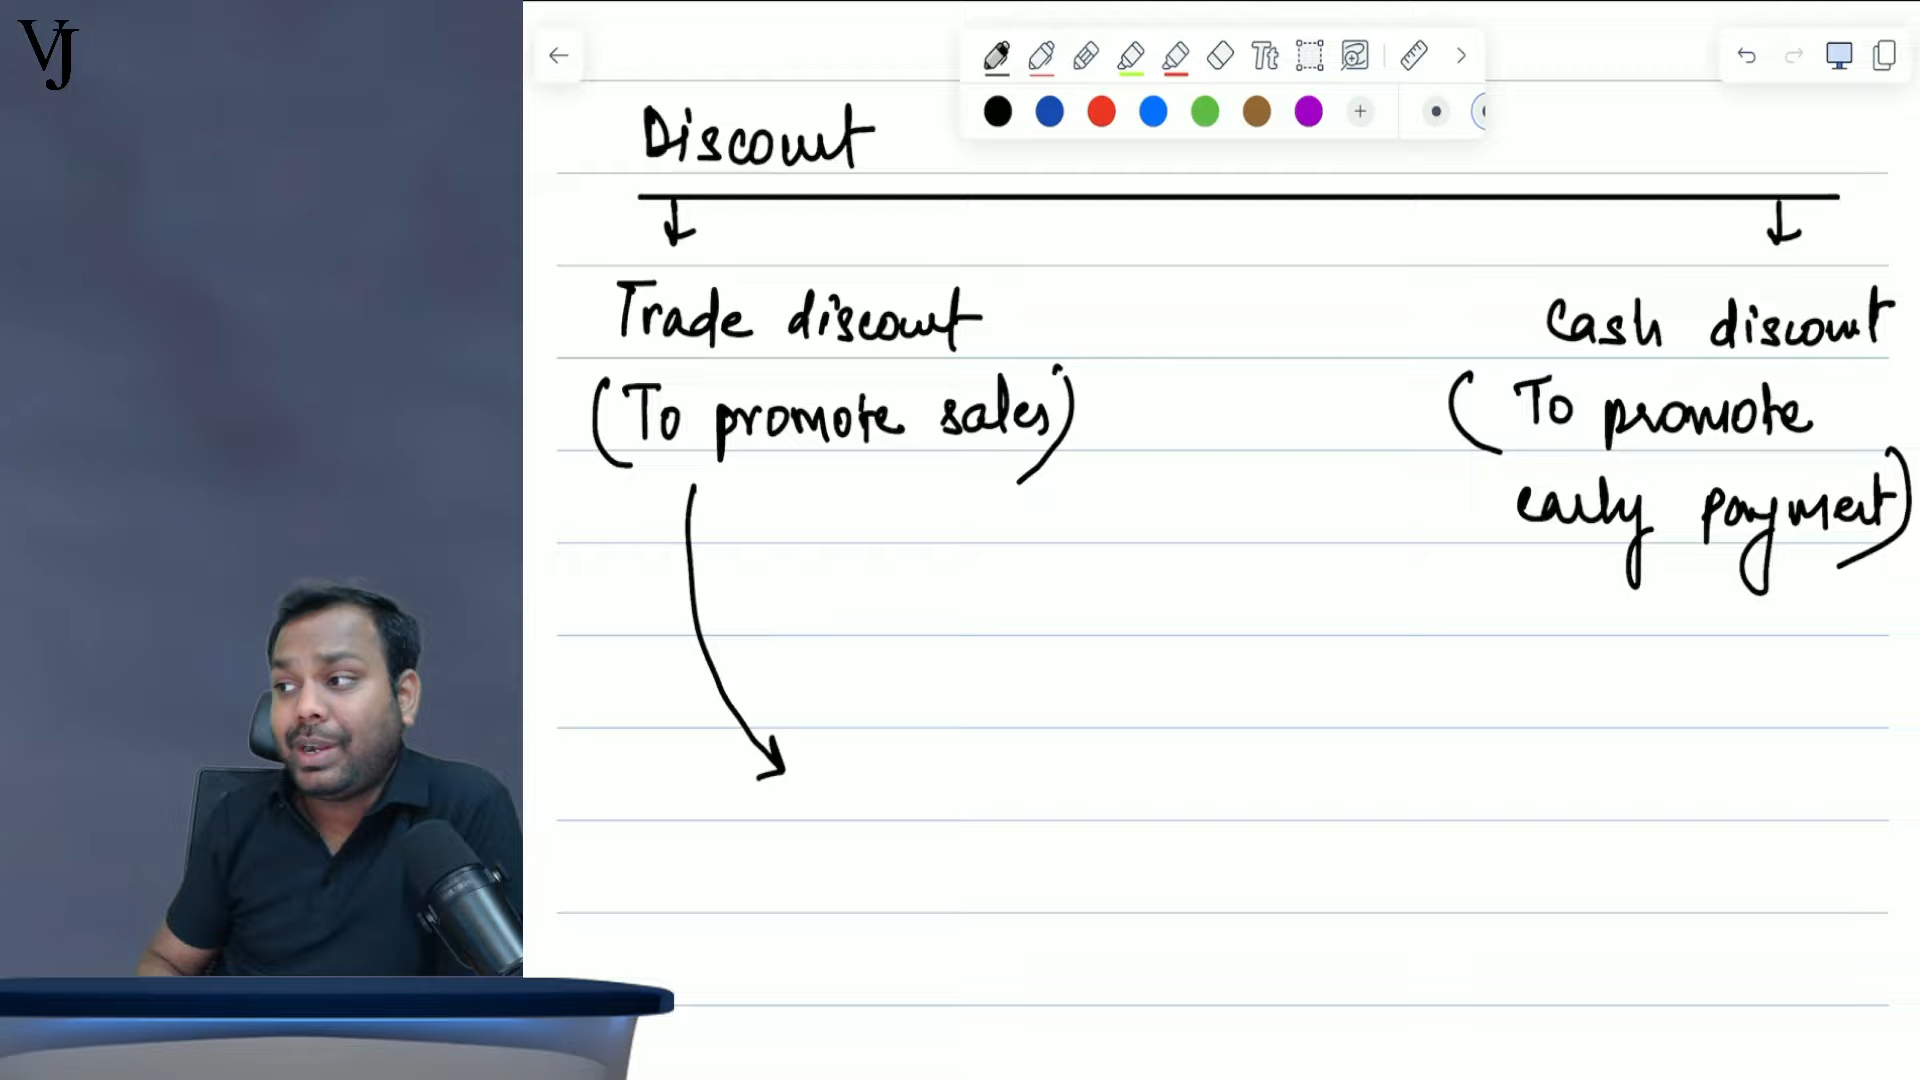 VJ
Discount
Trade discount
(To promote sales)
Cash discount
(To promote
early payment)